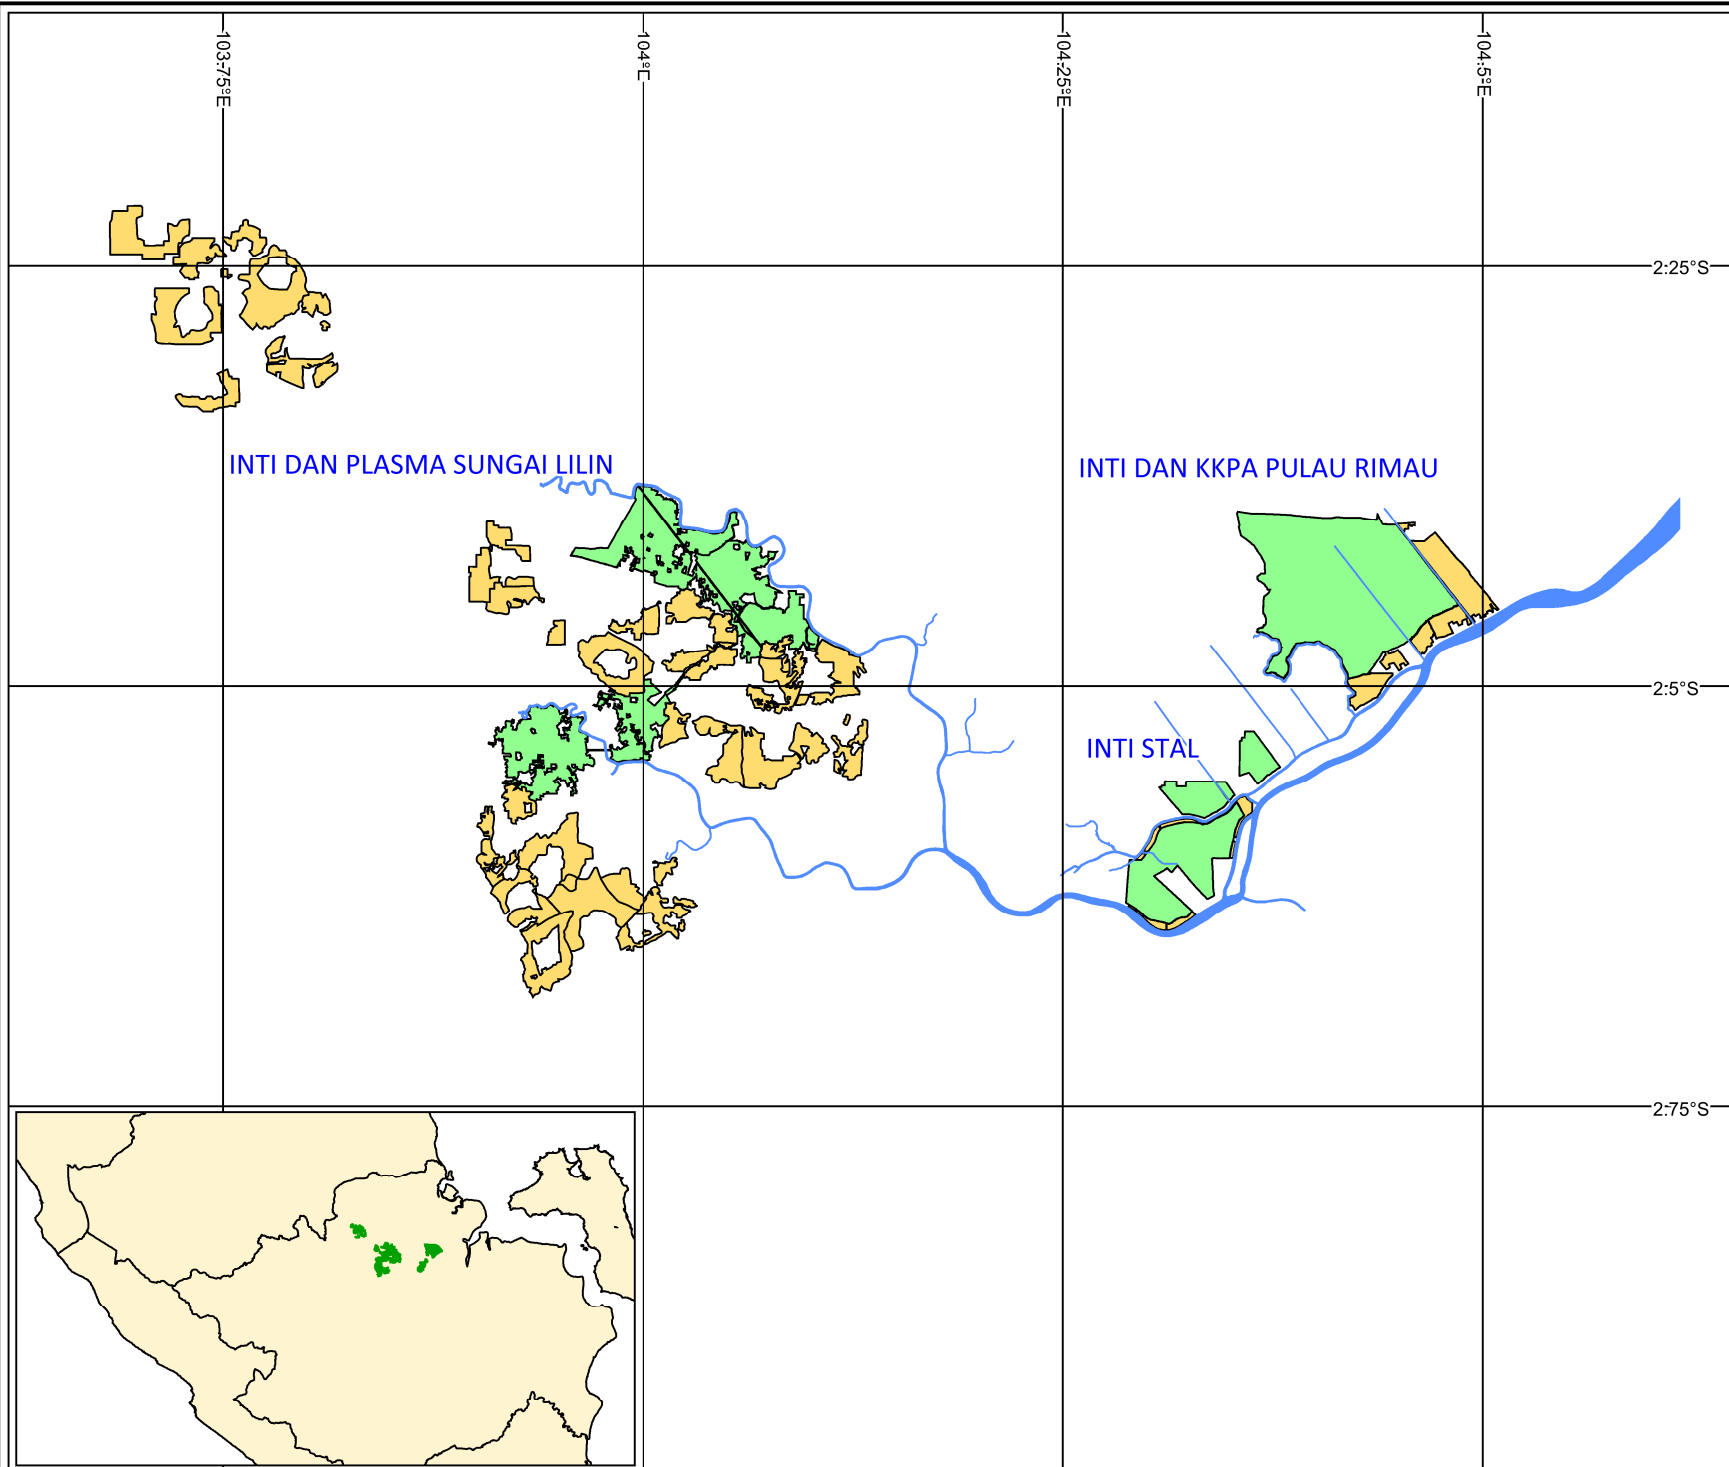 103.75°E
104°E
104.25°E
104.5°E
2.25°S
INTI DAN PLASMA SUNGAI LILIN
INTI DAN KKPA PULAU RIMAU
2.5°S
INTI STAL
2.75°S